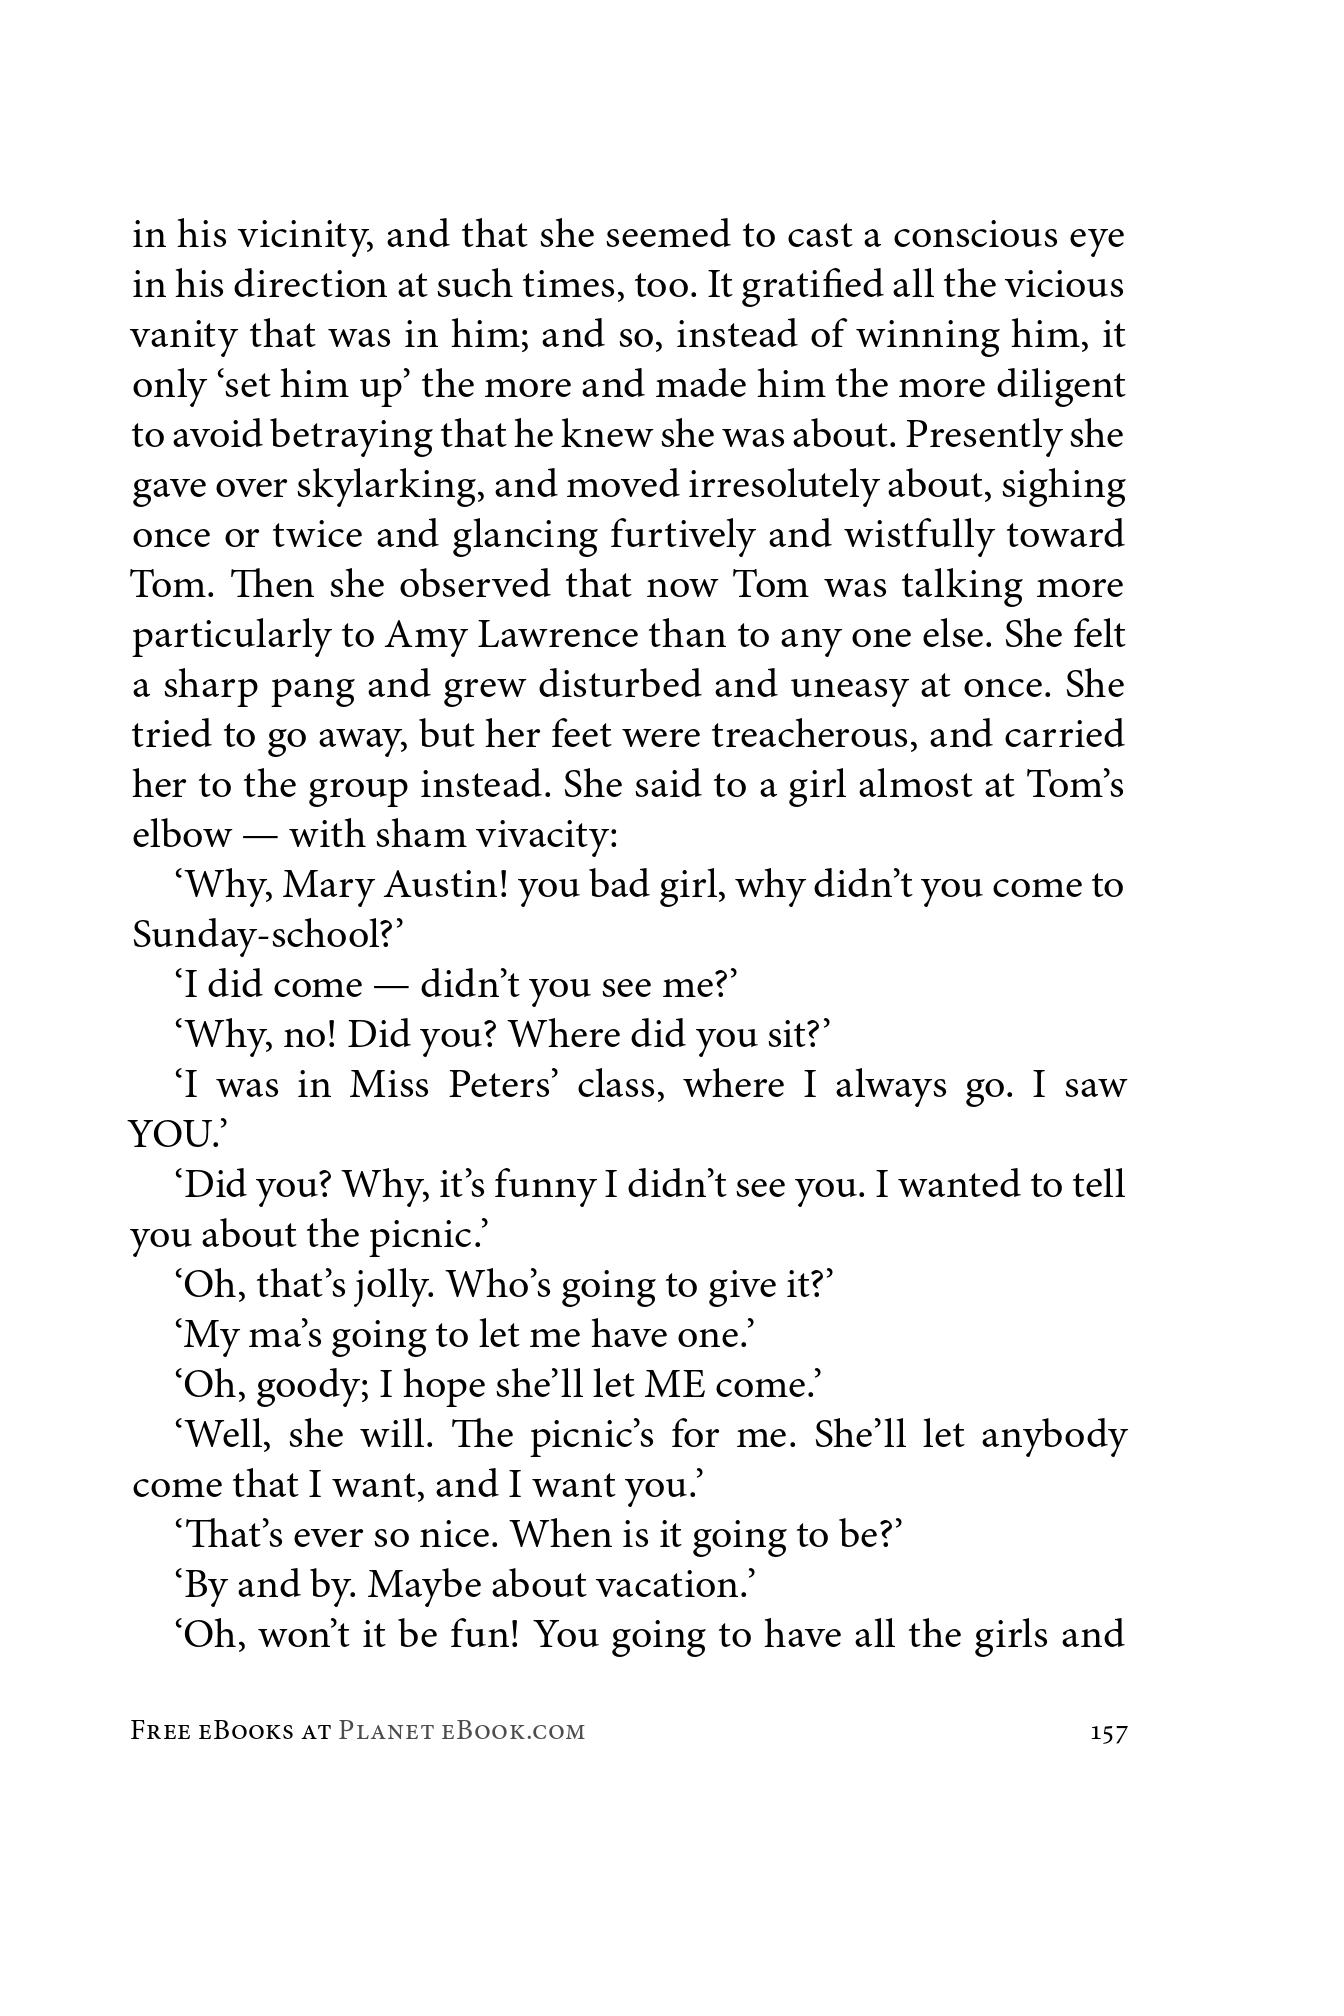 in his vicinity, and that she seemed to cast a conscious eye
in his direction at such times, too. It gratified all the vicious
vanity that was in him; and so, instead of winning him, it
only ‘set him up’ the more and made him the more diligent
to avoid betraying that he knew she was about. Presently she
gave over skylarking, and moved irresolutely about, sighing
once or twice and glancing furtively and wistfully toward
Tom. Then she observed that now Tom was talking more
particularly to Amy Lawrence than to any one else. She felt
a sharp pang and grew disturbed and uneasy at once. She
tried to go away, but her feet were treacherous, and carried
her to the group instead. She said to a girl almost at Tom’s
elbow — with sham vivacity:
‘Why, Mary Austin! you bad girl, why didn’t you come to
Sunday-school?’
‘I did come — didn’t you see me?’
‘Why, no! Did you? Where did you sit?’
‘I was in Miss Peters’ class, where I always go. I saw
YOU.’
‘Did you? Why, it’s funny I didn’t see you. I wanted to tell
you about the picnic.’
‘Oh, that’s jolly. Who’s going to give it?’
‘My ma’s going to let me have one.’
‘Oh, goody; I hope she’ll let ME come.’
‘Well, she will. The picnic’s for me. She’ll let anybody
come that I want, and I want you.’
‘That’s ever so nice. When is it going to be?’
‘By and by. Maybe about vacation.’
‘Oh, won’t it be fun! You going to have all the girls and
Free eBooks at Planet eBook.com 157